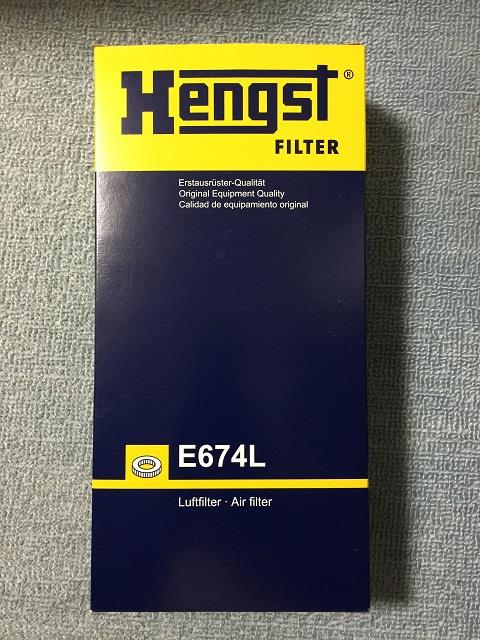 Hengst®
FILTER
Erstausrüster-Qualität
Original Equipment Quality
Calidad de equipamiento original
E674L
Luftfilter · Air filter